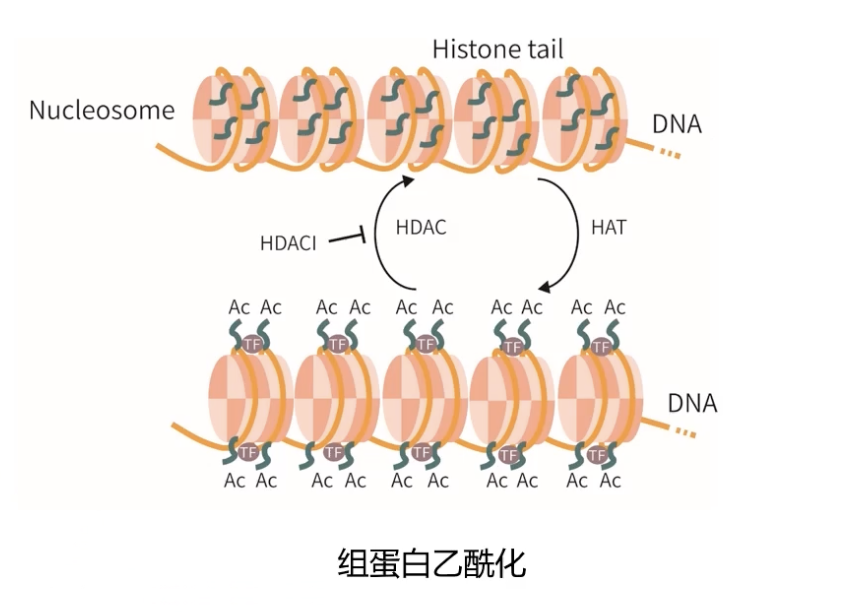 Histone tail
Nucleosome
DNA
HDACI
HDAC
HAT
Ac Ac Ac Ac Ac Ac Ac Ac Ac Ac
TF TF TF TF TF
DNA
TF TF TF TF TF
Ac Ac Ac Ac Ac Ac Ac Ac Ac Ac
组蛋白乙酰化